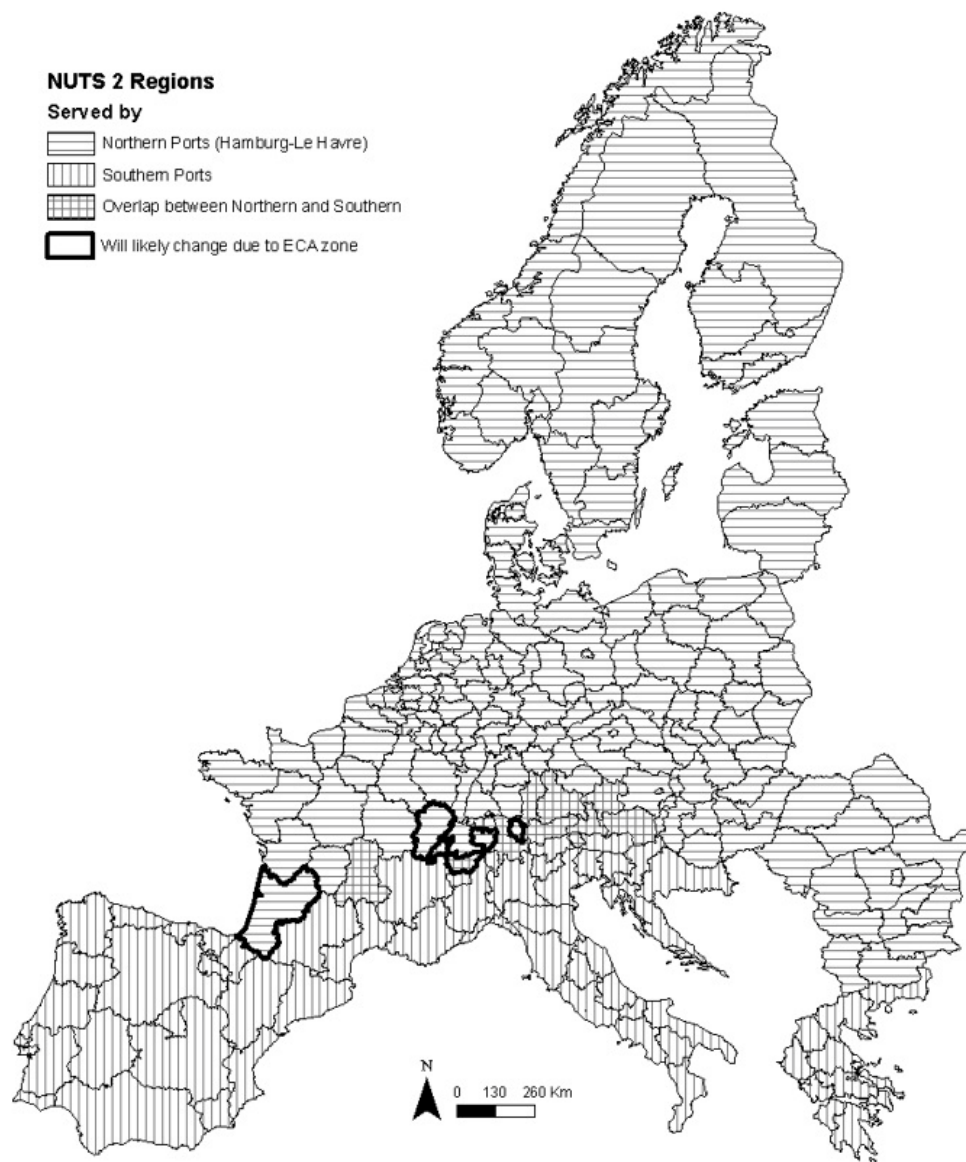 NUTS 2 Regions
Served by
Northern Ports (Hamburg-Le Havre)
Southern Ports
Overlap between Northern and Southern
Will likely change due to ECA zone
N
0 130 260 Km